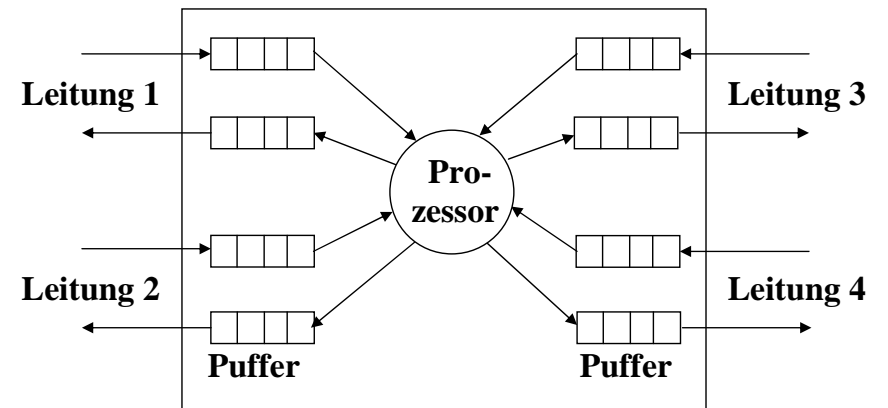 Leitung 1
Leitung 3
Pro-
zessor
Leitung 2
Leitung 4
Puffer
Puffer